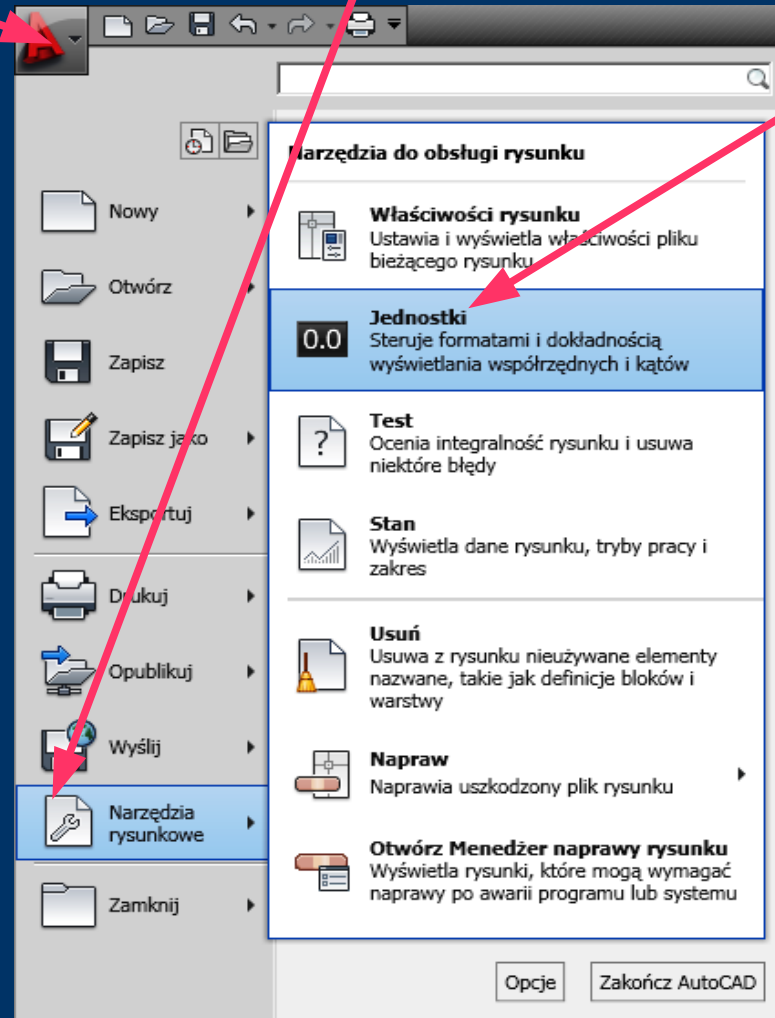 Narzędzia do obsługi rysunku
Nowy
Otwórz
Zapisz
Zapisz jako
Eksportuj
Drukuj
Opublikuj
Wyślij
Narzędzia
rysunkowe
Zamknij
Właściwości rysunku
Ustawia i wyświetla właściwości pliku
bieżącego rysunku
0.0
Jednostki
Steruje formatami i dokładnością
wyświetlania współrzędnych i kątów
?
Test
Ocenia integralność rysunku i usuwa
niektóre błędy
Stan
Wyświetla dane rysunku, tryby pracy i
zakres
Usuń
Usuwa z rysunku nieużywane elementy
nazwane, takie jak definicje bloków i
warstwy
Napraw
Naprawia uszkodzony plik rysunku
Otwórz Menedżer naprawy rysunku
Wyświetla rysunki, które mogą wymagać
naprawy po awarii programu lub systemu
Opcje
Zakończ AutoCAD